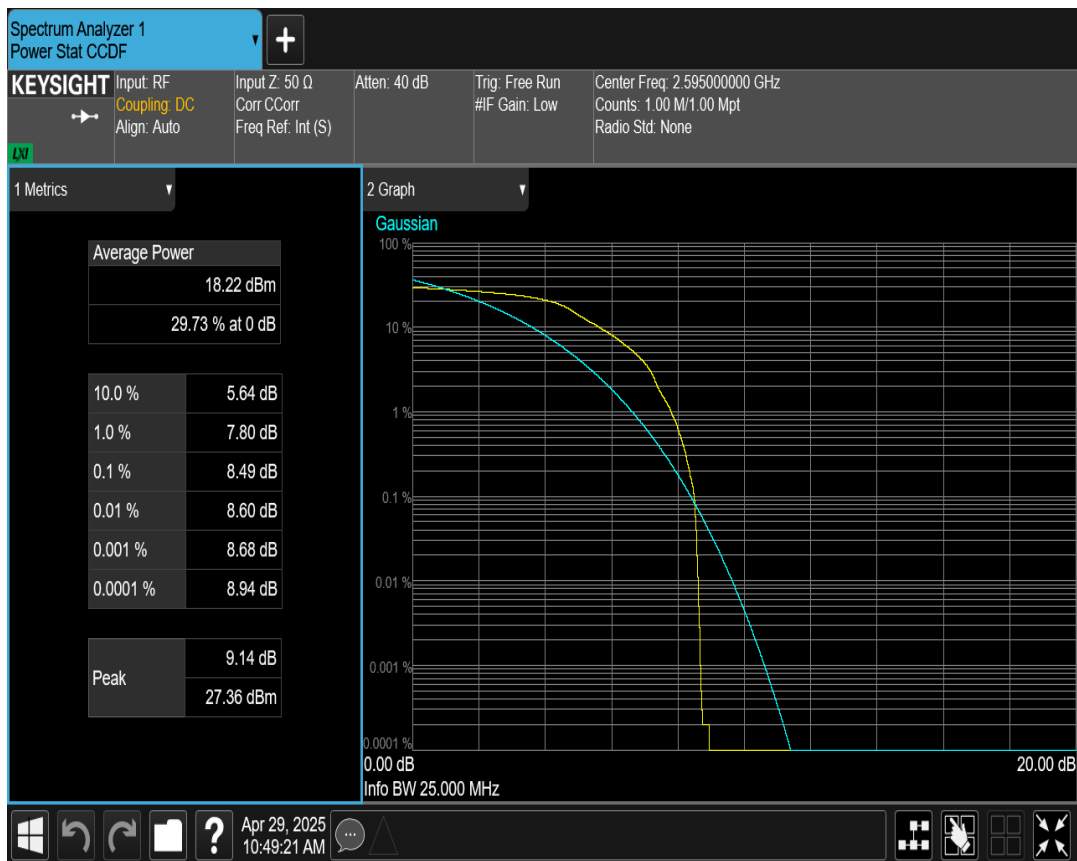 Spectrum Analyzer 1
Power Stat CCDF
+
KEYSIGHT
LXI
Input: RF
Coupling: DC
Align: Auto
Input Z: 50 Ω
Corr CCorr
Freq Ref: Int (S)
Atten: 40 dB
Trig: Free Run
#IF Gain: Low
Center Freq: 2.595000000 GHz
Counts: 1.00 M/1.00 Mpt
Radio Std: None
1 Metrics
Average Power
18.22 dBm
29.73 % at 0 dB
10.0 % 5.64 dB
1.0 % 7.80 dB
0.1 % 8.49 dB
0.01 % 8.60 dB
0.001 % 8.68 dB
0.0001 % 8.94 dB
Peak
9.14 dB
27.36 dBm
2 Graph
Gaussian
100 %
10 %
1 %
0.1 %
0.01 %
0.001 %
0.0001 %
0.00 dB 20.00 dB
Info BW 25.000 MHz
?
Apr 29, 2025
10:49:21 AM